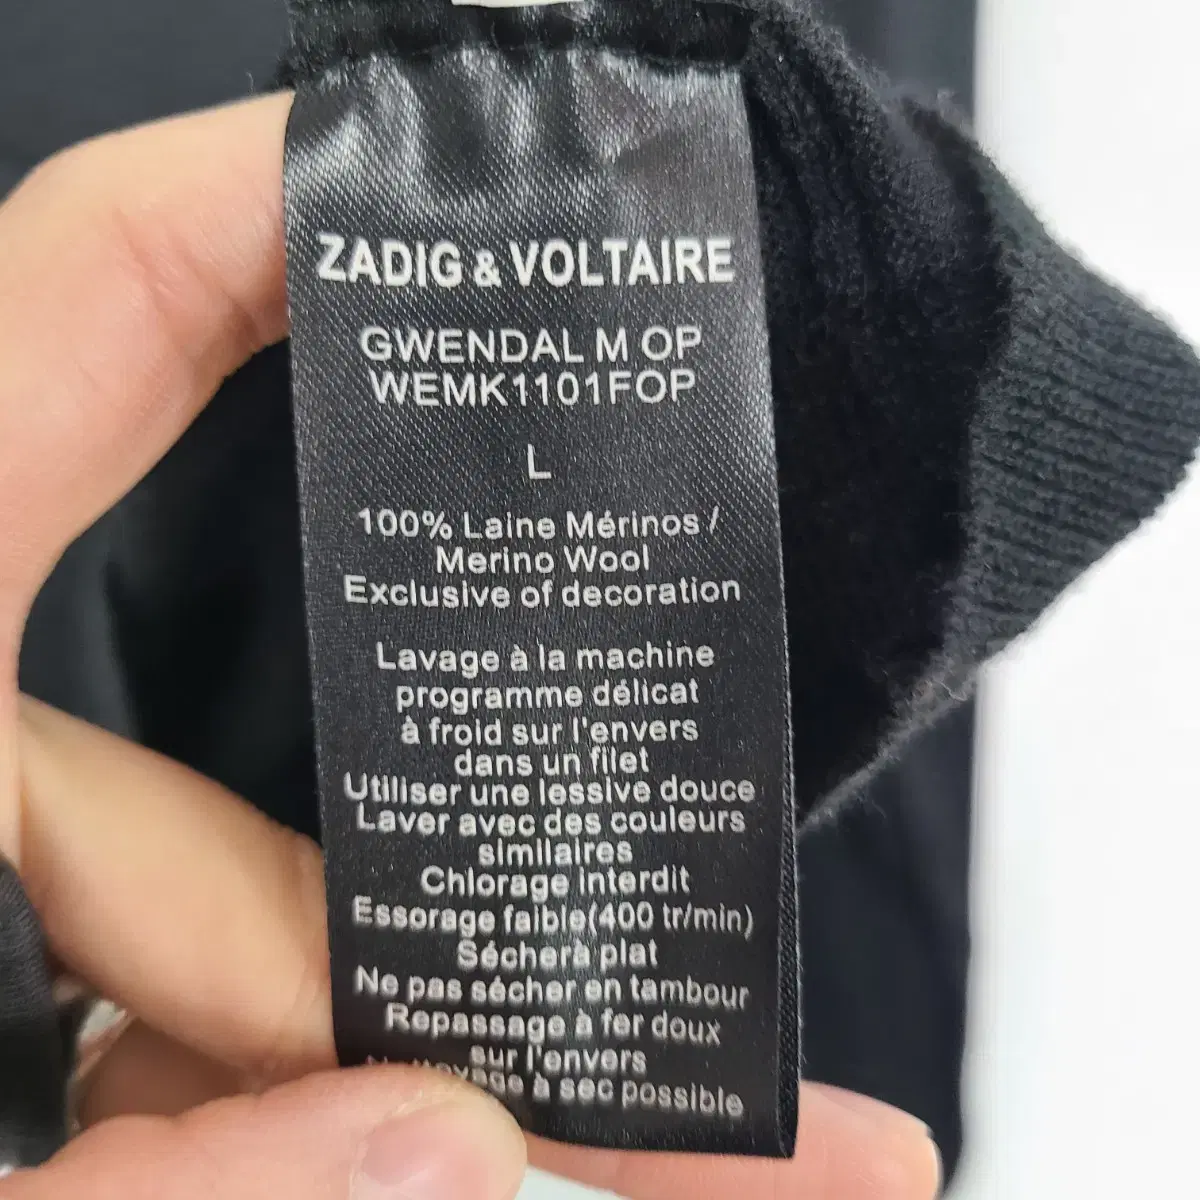 ZADIG & VOLTAIRE
GWENDAL M OP
WEMK1101FOP
L
100% Laine Mérinos /
Merino Wool
Exclusive of decoration
Lavage à la machine
programme délicat
à froid sur l'envers
dans un filet
Utiliser une lessive douce
Laver avec des couleurs
similaires
Chlorage interdit
Essorage faible(400 tr/min)
Sécherà plat
Ne pas sécher en tambour
Repassage à fer doux
sur l'envers
à sec possible